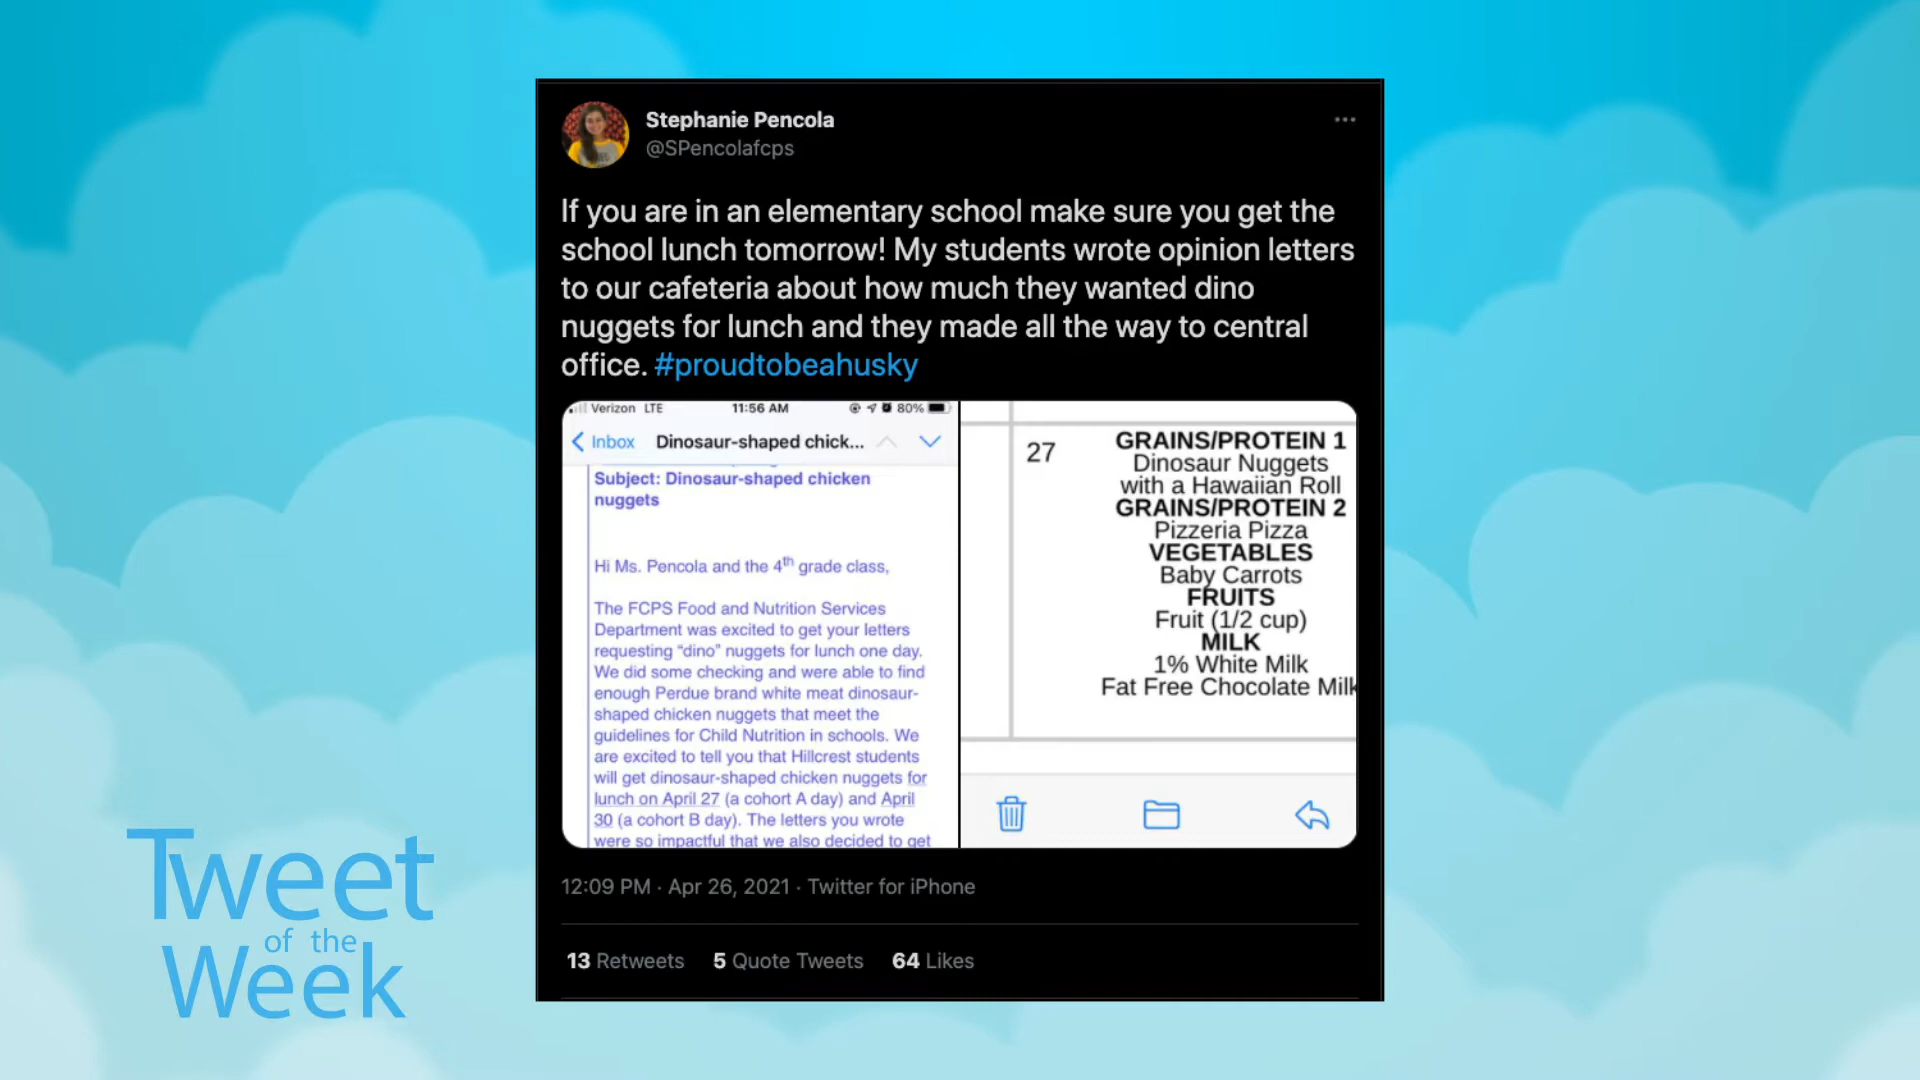 Stephanie Pencola
@SPencolafcps
If you are in an elementary school make sure you get the
school lunch tomorrow! My students wrote opinion letters
to our cafeteria about how much they wanted dino
nuggets for lunch and they made all the way to central
office. #proudtobeahusky
Verizon LTE 11:56 AM 80%
Inbox Dinosaur-shaped chick...
Subject: Dinosaur-shaped chicken
nuggets
Hi Ms. Pencola and the 4th grade class,
The FCPS Food and Nutrition Services
Department was excited to get your letters
requesting “dino” nuggets for lunch one day.
We did some checking and were able to find
enough Perdue brand white meat dinosaur-
shaped chicken nuggets that meet the
guidelines for Child Nutrition in schools. We
are excited to tell you that Hillcrest students
will get dinosaur-shaped chicken nuggets for
lunch on April 27 (a cohort A day) and April
30 (a cohort B day). The letters you wrote
were so impactful that we also decided to get
27
GRAINS/PROTEIN 1
Dinosaur Nuggets
with a Hawaiian Roll
GRAINS/PROTEIN 2
Pizzeria Pizza
VEGETABLES
Baby Carrots
FRUITS
Fruit (1/2 cup)
MILK
1% White Milk
Fat Free Chocolate Milk
12:09 PM · Apr 26, 2021 · Twitter for iPhone
13 Retweets 5 Quote Tweets 64 Likes
Tweet
of the
Week